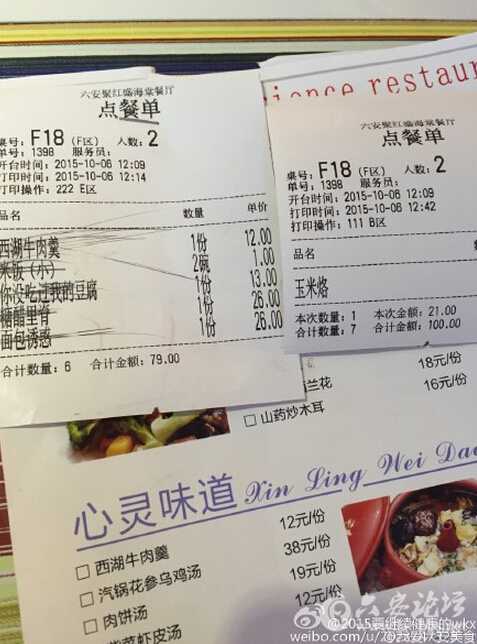 ience restau
六安聚红盛海棠餐厅
点餐单
桌号: F18 (F区) 人数: 2
单号: 1398 服务员:
开台时间: 2015-10-06 12:09
打印时间: 2015-10-06 12:14
打印操作: 222 E区
品名 数量 单价
西湖牛肉羹 1份 12.00
米饭(小) 2碗 1.00
你没吃过我的豆腐 1份 13.00
糖醋里脊 1份 26.00
面包诱惑 1份 26.00
合计数量: 6 合计金额: 79.00
六安聚红盛海棠餐厅
点餐单
桌号: F18 (F区) 人数: 2
单号: 1398 服务员:
开台时间: 2015-10-06 12:09
打印时间: 2015-10-06 12:42
打印操作: 111 B区
品名
玉米烙
本次数量: 1 本次金额: 21.00
合计数量: 7 合计金额: 100.00
18元/份
兰花 16元/份
□ 山药炒木耳
心灵味道 Xin Ling Wei Dao
12元/份
□ 西湖牛肉羹 38元/份
□ 汽锅花参乌鸡汤 19元/份
□ 肉饼汤 12元/份
虾皮汤
六安论坛